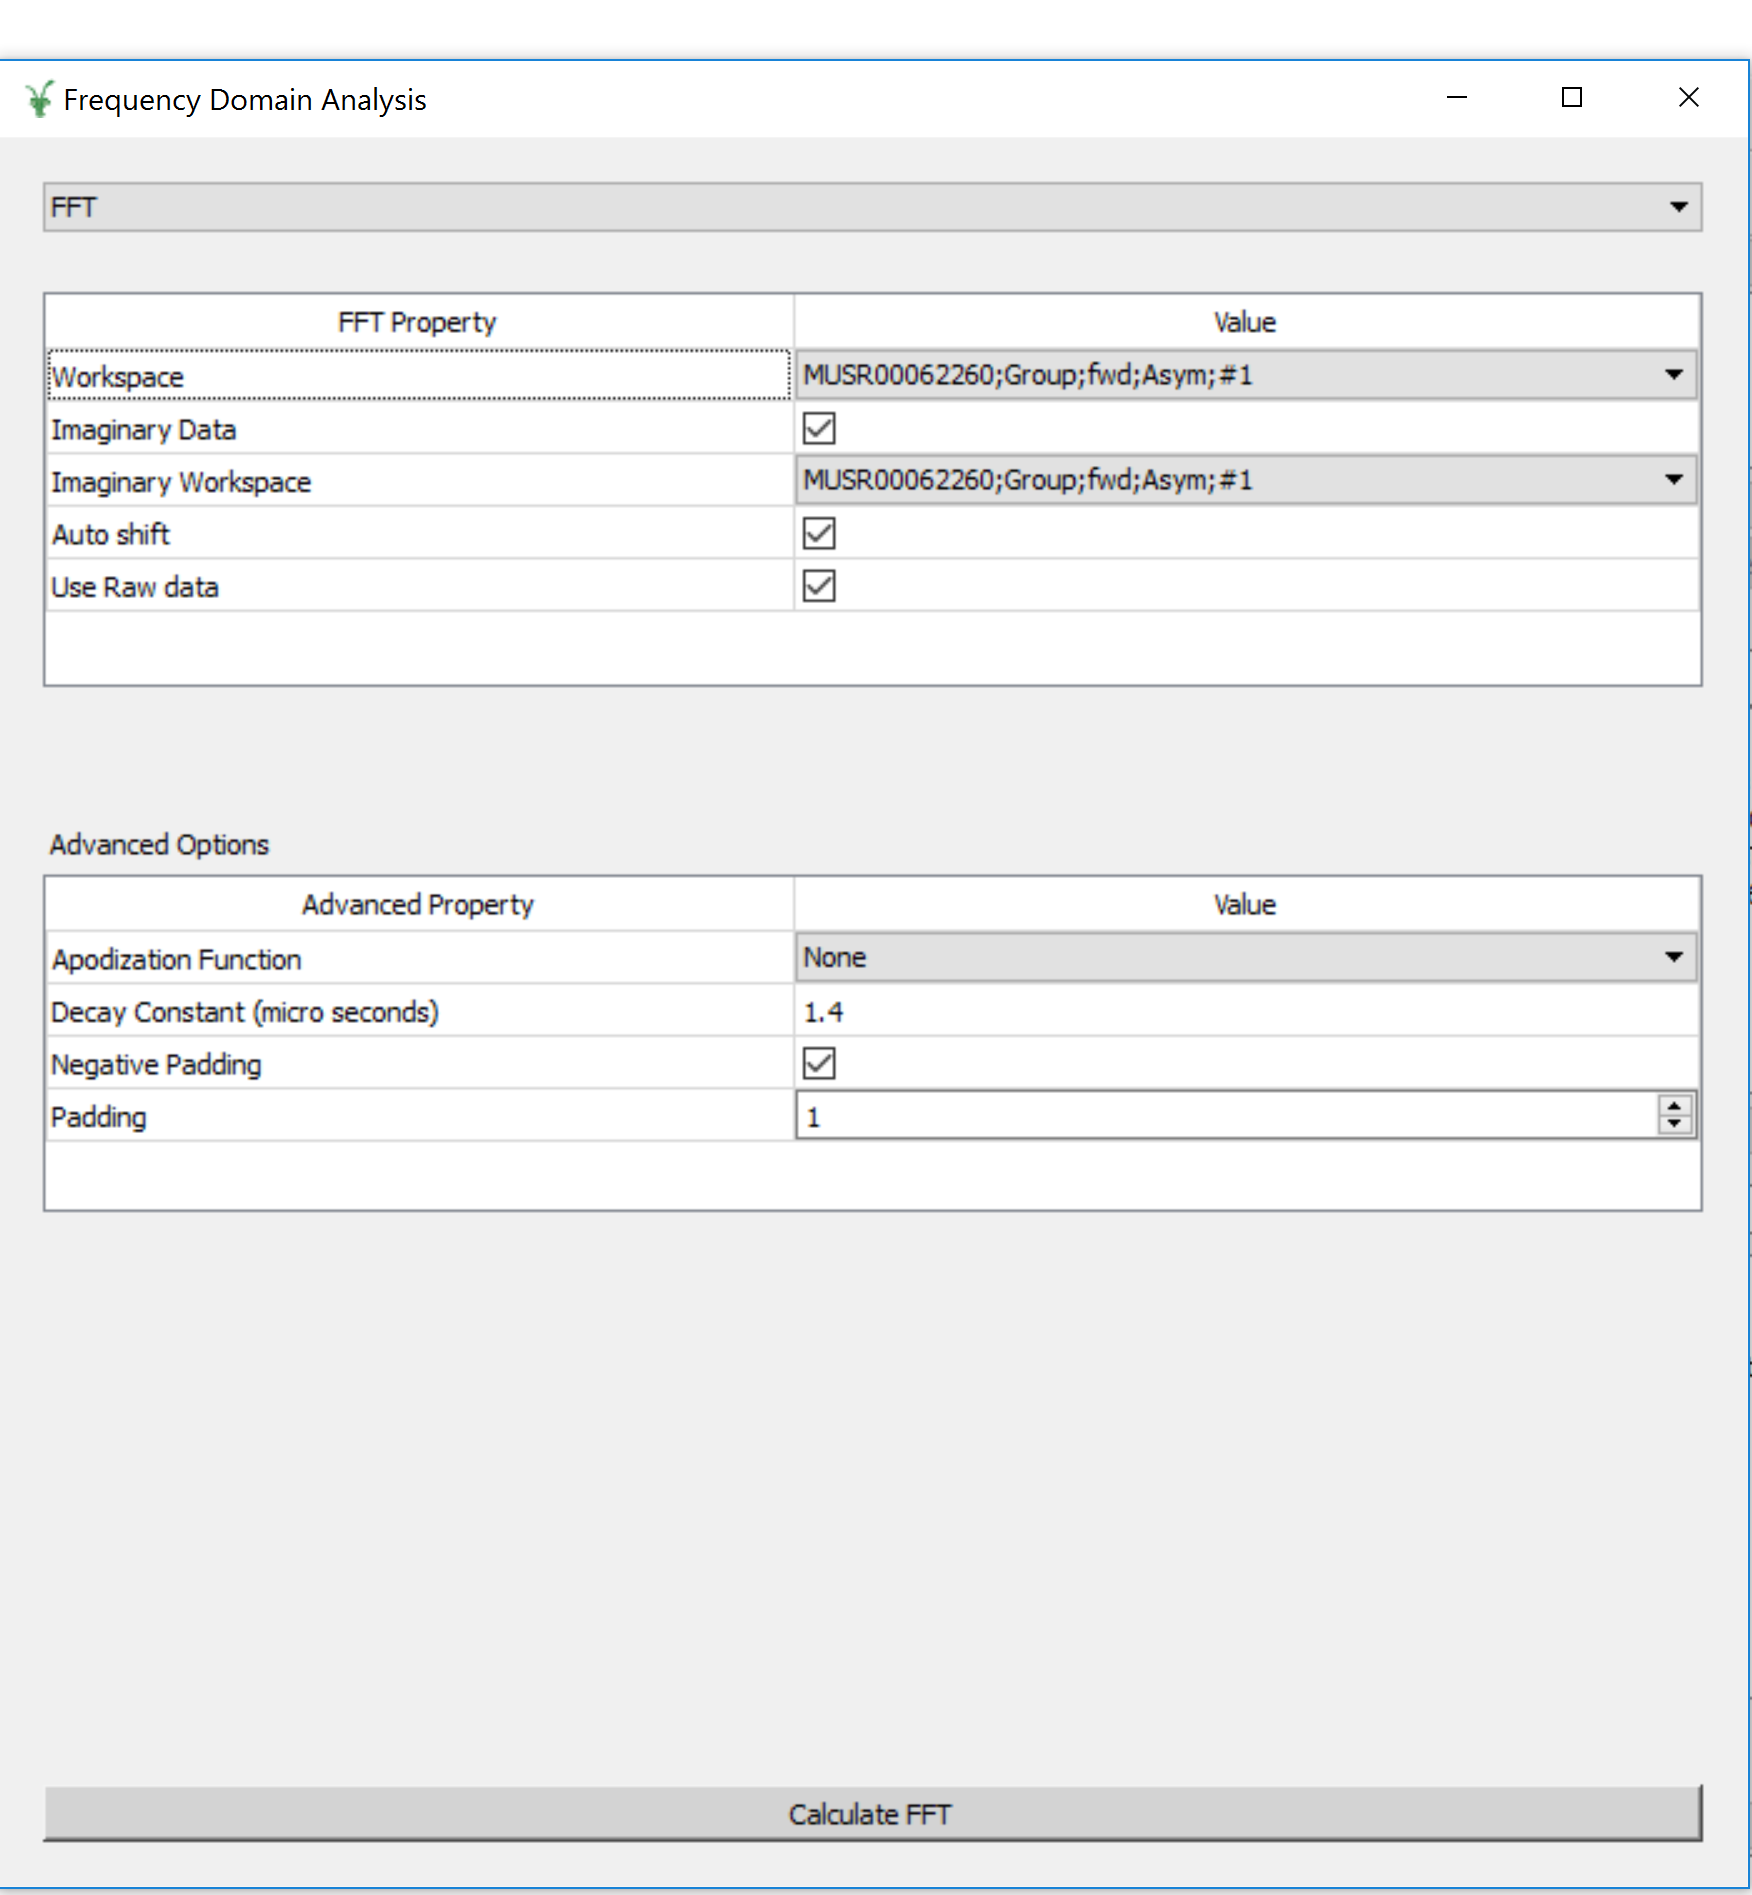 Frequency Domain Analysis
FFT
FFT Property Value
Workspace MUSR00062260;Group;fwd;Asym;#1
Imaginary Data
Imaginary Workspace MUSR00062260;Group;fwd;Asym;#1
Auto shift
Use Raw data
Advanced Options
Advanced Property Value
Apodization Function None
Decay Constant (micro seconds) 1.4
Negative Padding
Padding 1
Calculate FFT